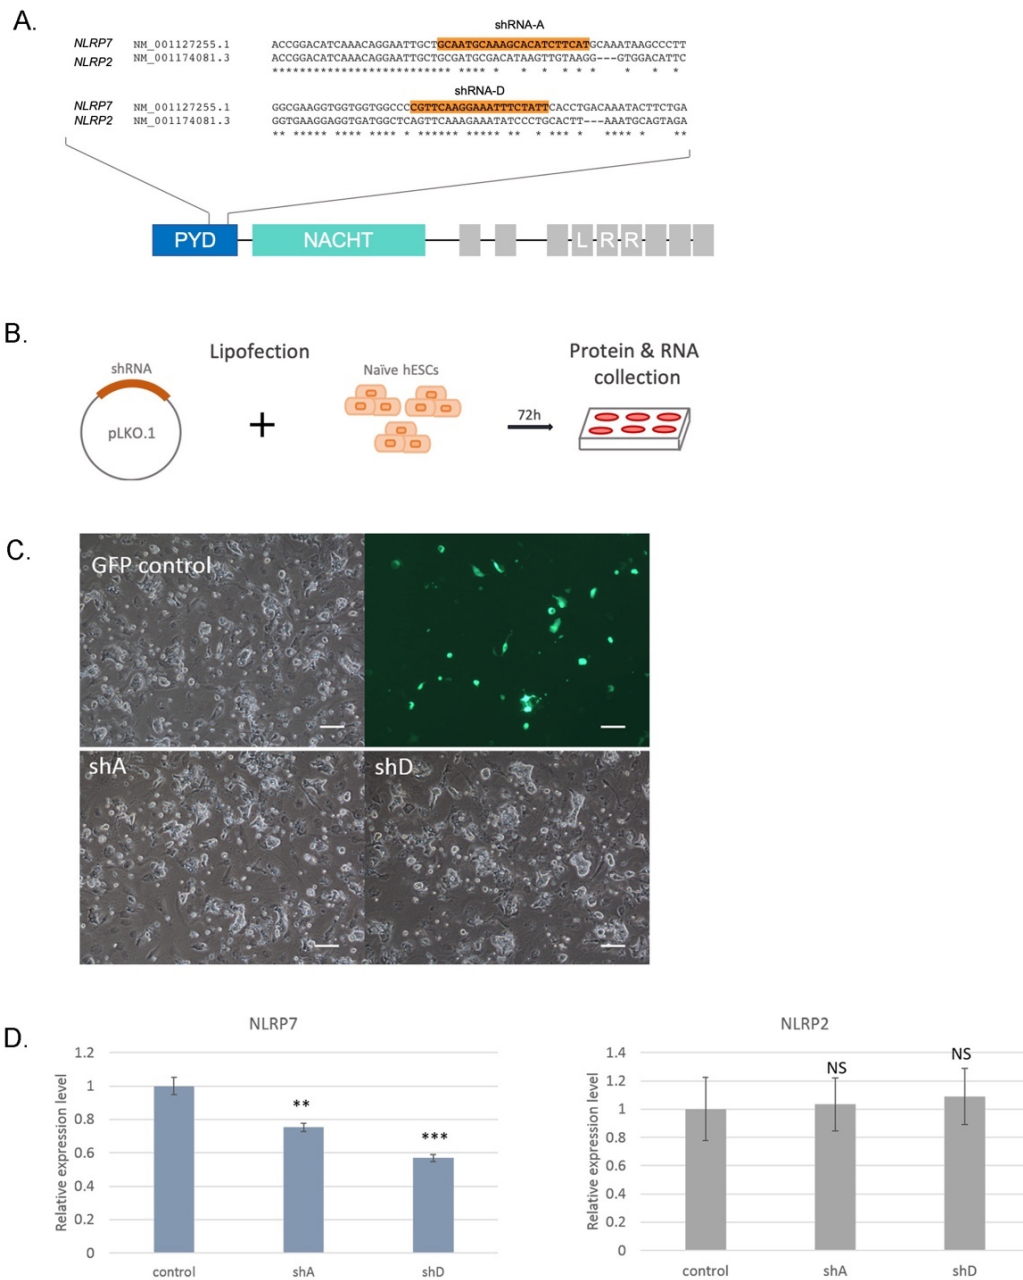 A.
shRNA-A
NLRP7 NM_001127255.1 ACCGGACATCAAACAGGAATTGCTGCAATGCAAAGCACATCTTCATGCAAATAAGCCCTT
NLRP2 NM_001174081.3 ACCGGACATCAAACAGGAATTGCTGCGATGCGACATAAGTTGTAAGG---GTGGACATTC
************************** **** **** * *** * ** * * * **** * *
shRNA-D
NLRP7 NM_001127255.1 GGCGAAGGTGGTGGTGGCCCCGTTCAAGGAAATTTCTATTCACCTGACAAATACTTCTGA
NLRP2 NM_001174081.3 GGTGAAGGAGGTGATGGCTCAGTTCAAAGAAATATCCCTGCACTT---AAATGCAGTAGA
** ***** **** **** * ****** ***** ** * *** * **** * **
PYD NACHT L R R
B.
Lipofection
Protein & RNA
collection
shRNA
Naïve hESCs
pLKO.1
+
72h
C.
GFP control
shA
shD
D.
NLRP7
Relative expression level
1.2
1
0.8
0.6
0.4
0.2
0
**
***
control shA shD
NLRP2
Relative expression level
1.4
1.2
1
0.8
0.6
0.4
0.2
0
NS
NS
control shA shD